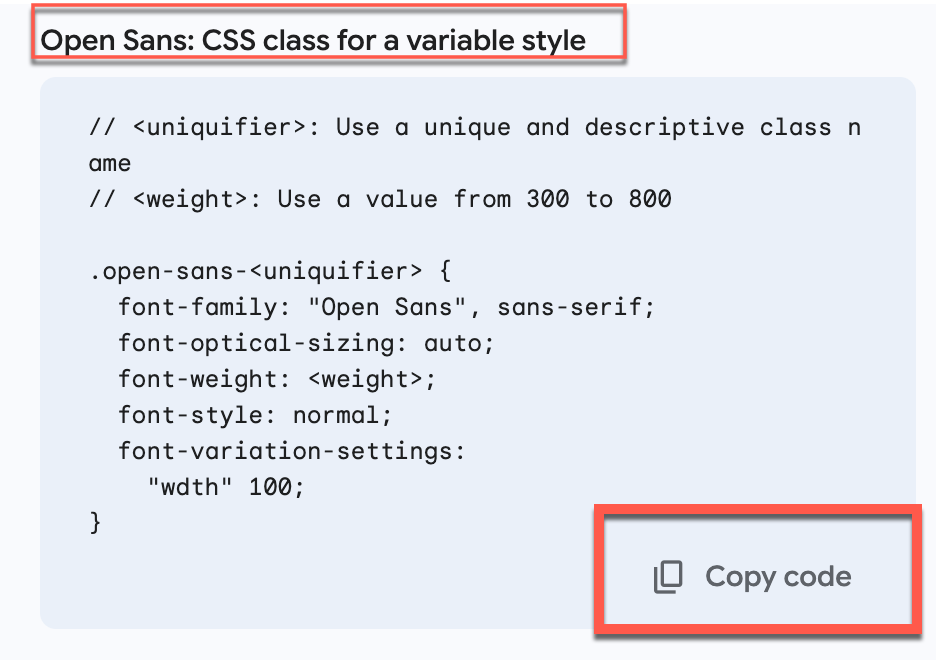 Open Sans: CSS class for a variable style
// <uniquifier>: Use a unique and descriptive class n
ame
// <weight>: Use a value from 300 to 800
.open-sans-<uniquifier> {
  font-family: "Open Sans", sans-serif;
  font-optical-sizing: auto;
  font-weight: <weight>;
  font-style: normal;
  font-variation-settings:
    "wdth" 100;
}
Copy code